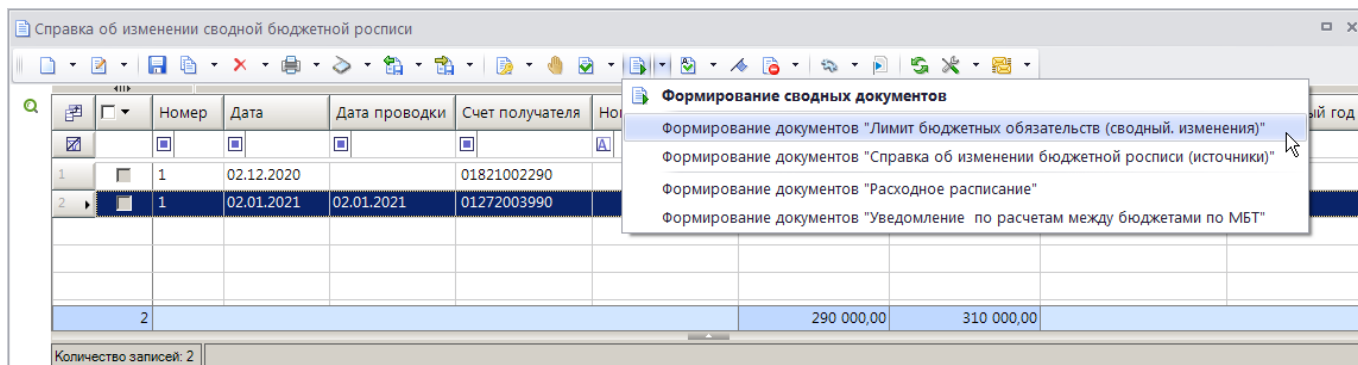 Справка об изменении сводной бюджетной росписи
Формирование сводных документов
Номер Дата Дата проводки Счет получателя Но ый год
Формирование документов "Лимит бюджетных обязательств (сводный. изменения)"
A
Формирование документов "Справка об изменении бюджетной росписи (источники)"
1 1 02.12.2020 01821002290
Формирование документов "Расходное расписание"
2 1 02.01.2021 02.01.2021 01272003990
Формирование документов "Уведомление по расчетам между бюджетами по МБТ"
2 290 000,00 310 000,00
Количество записей: 2